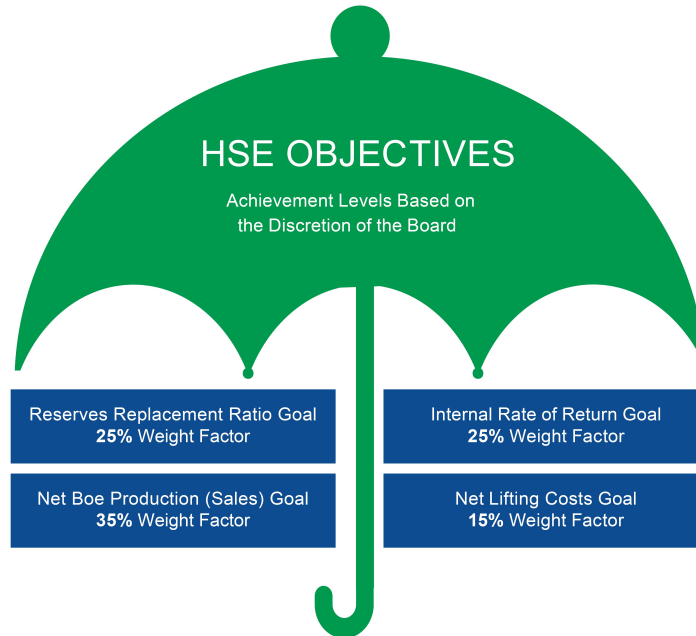 HSE OBJECTIVES
Achievement Levels Based on
the Discretion of the Board
Reserves Replacement Ratio Goal
25% Weight Factor
Internal Rate of Return Goal
25% Weight Factor
Net Boe Production (Sales) Goal
35% Weight Factor
Net Lifting Costs Goal
15% Weight Factor